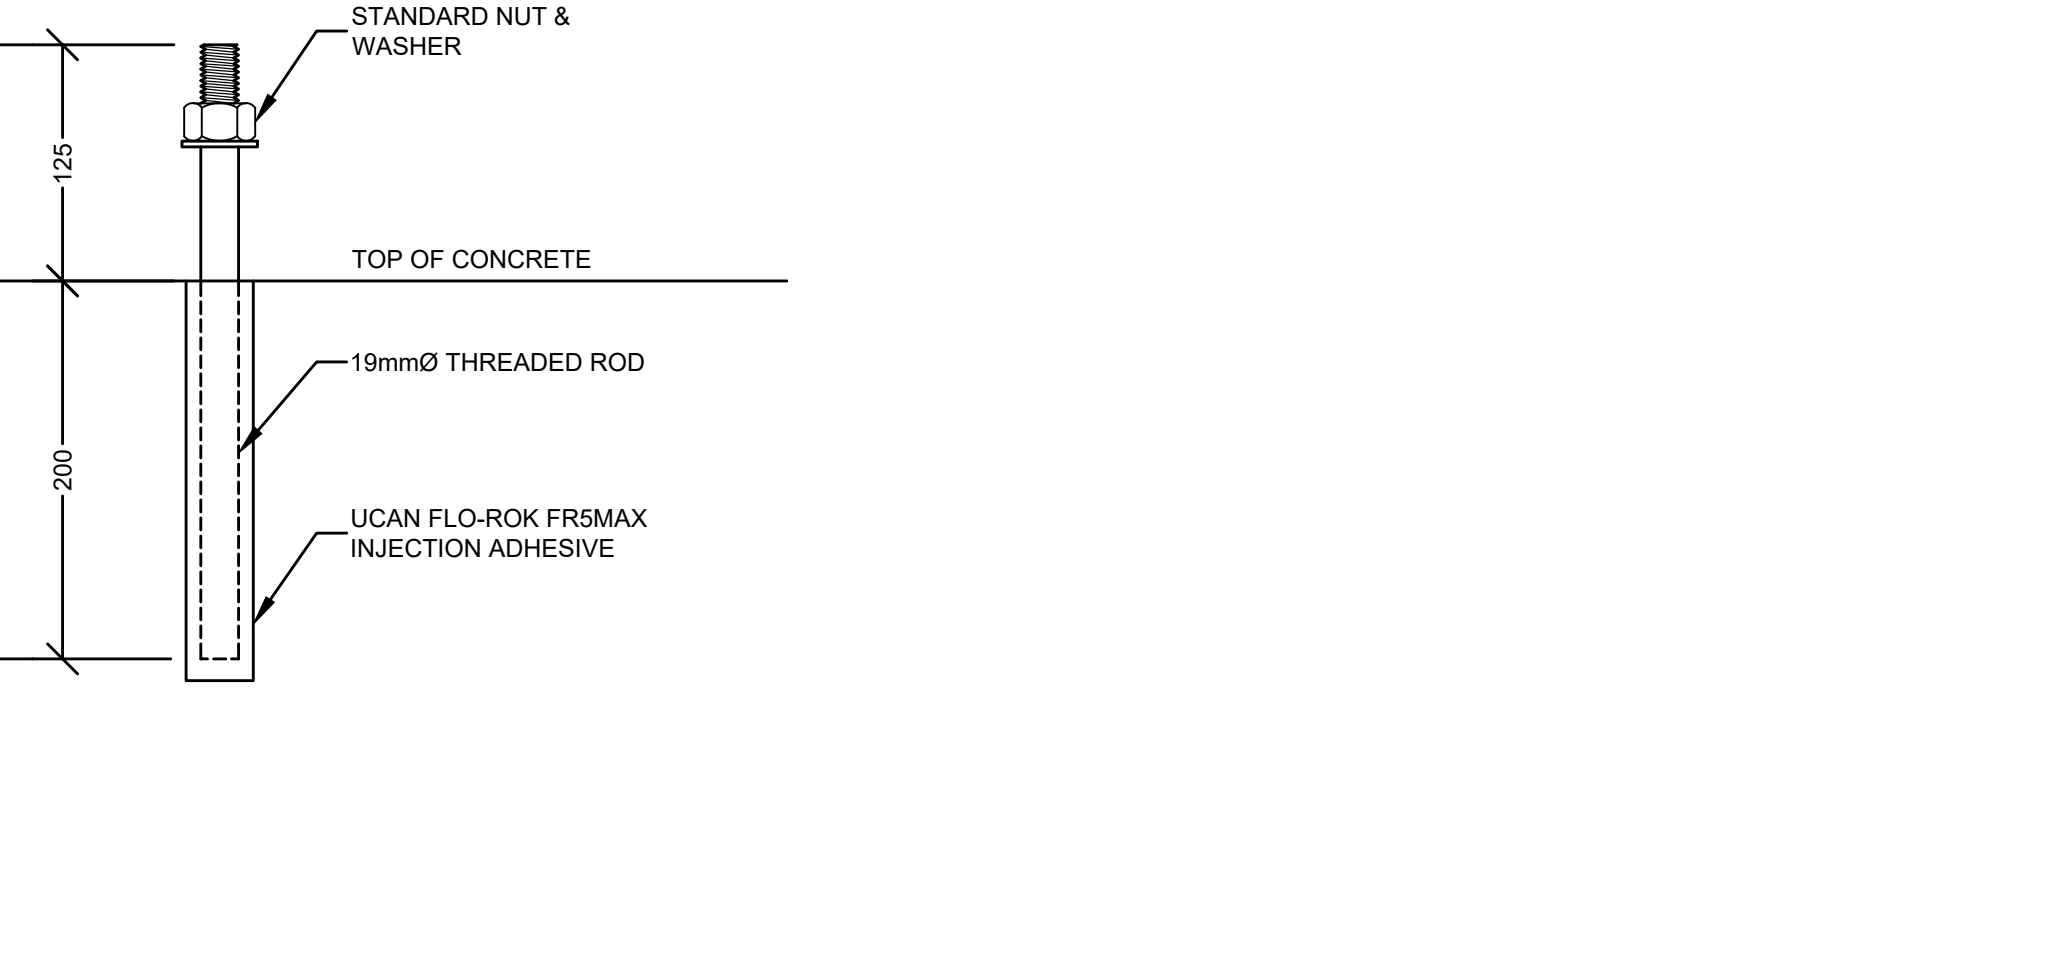 STANDARD NUT &
WASHER
125
TOP OF CONCRETE
19mmØ THREADED ROD
200
UCAN FLO-ROK FR5MAX
INJECTION ADHESIVE